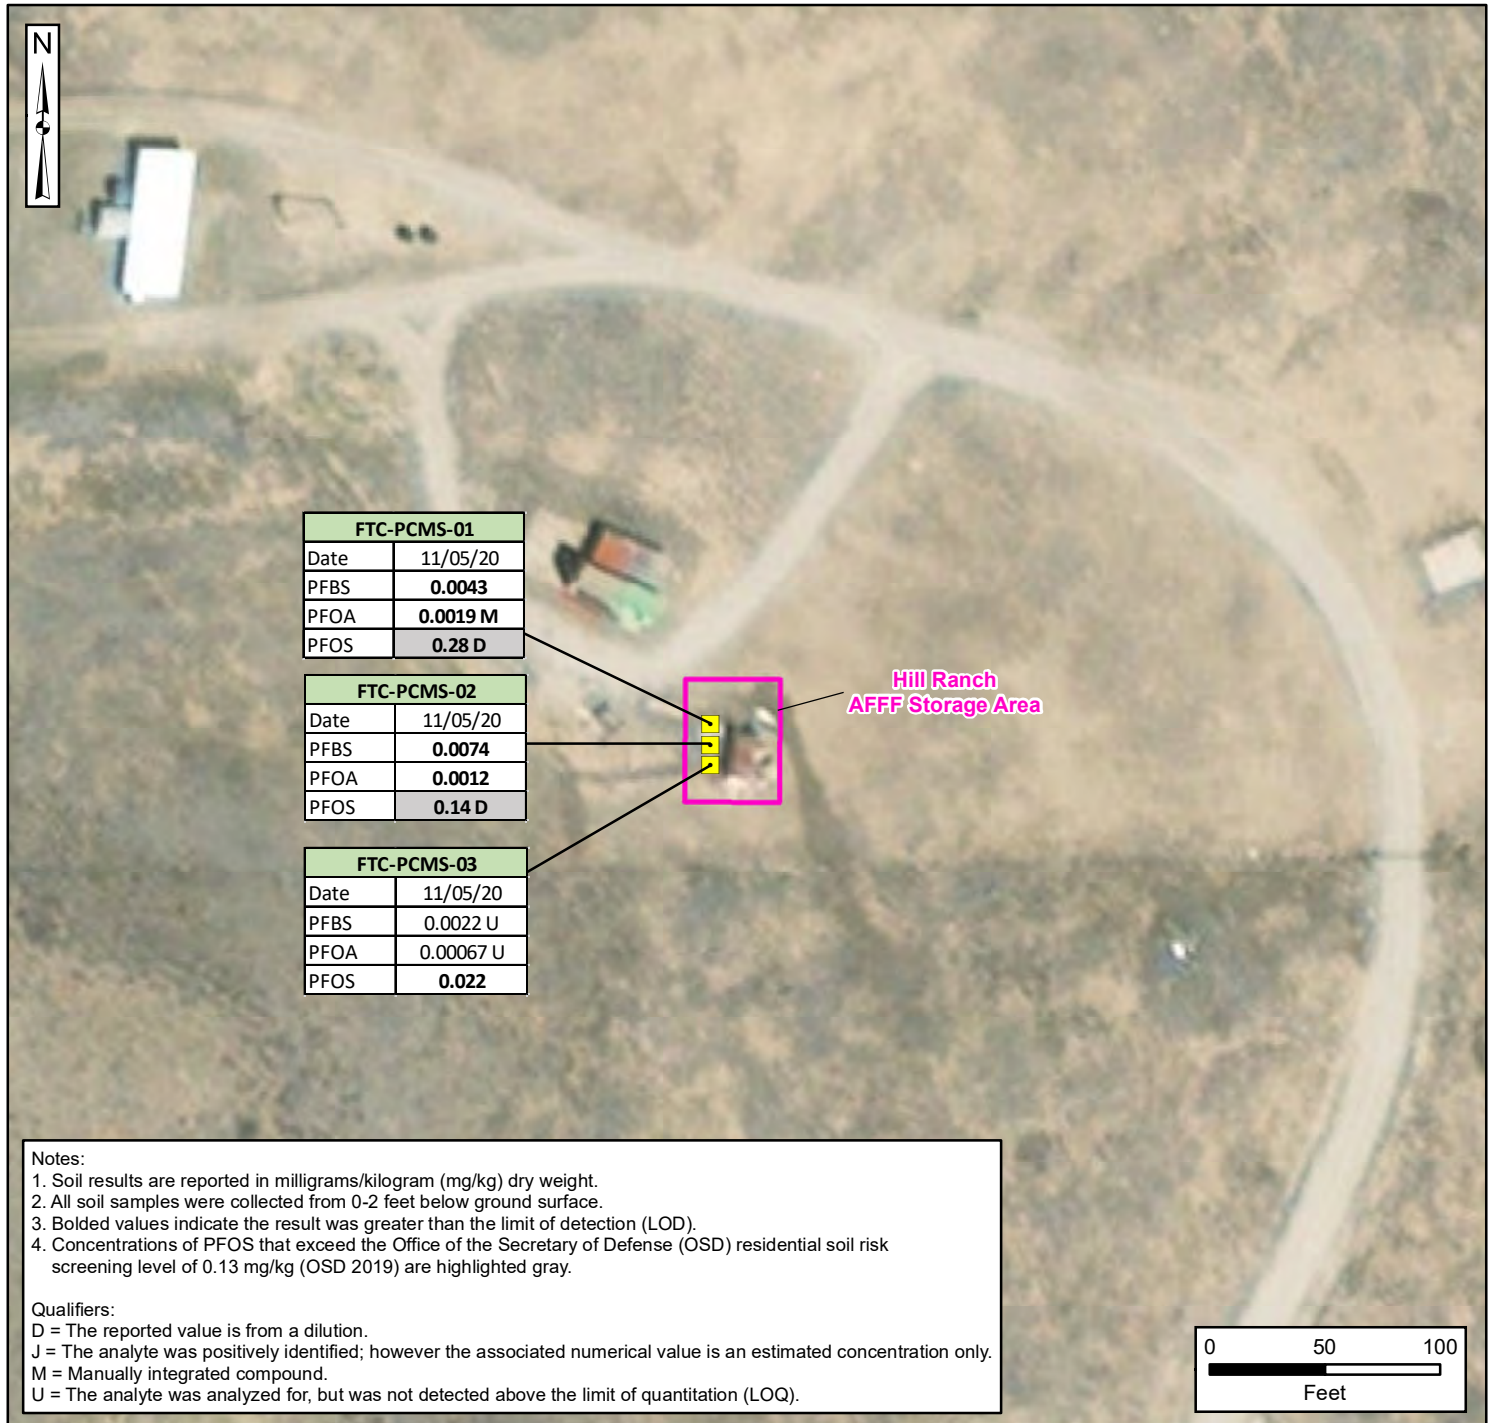 N
FTC-PCMS-01
Date 11/05/20
PFBS 0.0043
PFOA 0.0019 M
PFOS 0.28 D
FTC-PCMS-02
Date 11/05/20
PFBS 0.0074
PFOA 0.0012
PFOS 0.14 D
FTC-PCMS-03
Date 11/05/20
PFBS 0.0022 U
PFOA 0.00067 U
PFOS 0.022
Hill Ranch
AFFF Storage Area
Notes:
1. Soil results are reported in milligrams/kilogram (mg/kg) dry weight.
2. All soil samples were collected from 0-2 feet below ground surface.
3. Bolded values indicate the result was greater than the limit of detection (LOD).
4. Concentrations of PFOS that exceed the Office of the Secretary of Defense (OSD) residential soil risk
screening level of 0.13 mg/kg (OSD 2019) are highlighted gray.
Qualifiers:
D = The reported value is from a dilution.
J = The analyte was positively identified; however the associated numerical value is an estimated concentration only.
M = Manually integrated compound.
U = The analyte was analyzed for, but was not detected above the limit of quantitation (LOQ).
0 50 100
Feet